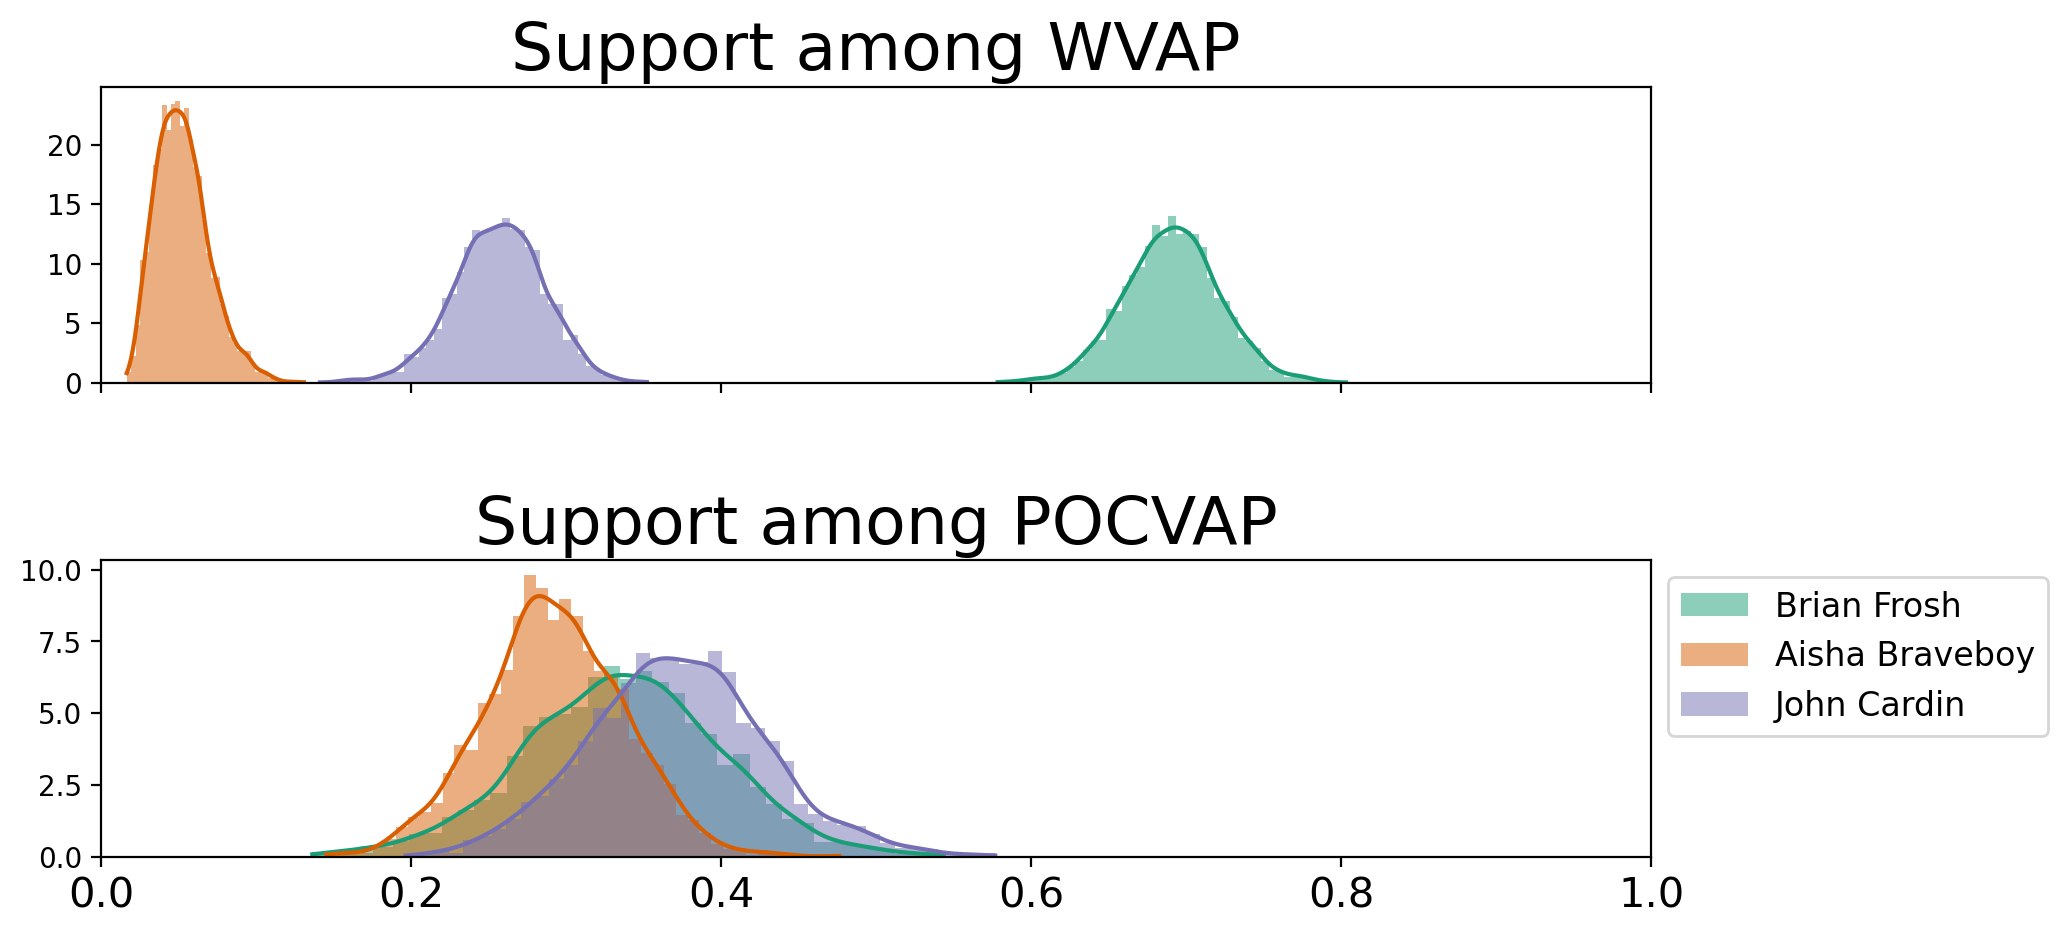 Support among WVAP
20
15
10
5
0
Support among POCVAP
10.0
7.5
5.0
2.5
0.0
0.0 0.2 0.4 0.6 0.8 1.0
Brian Frosh
Aisha Braveboy
John Cardin